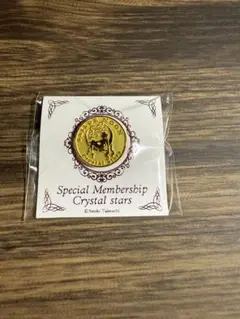 Special Membership
Crystal stars
©Naoko Takeuchi